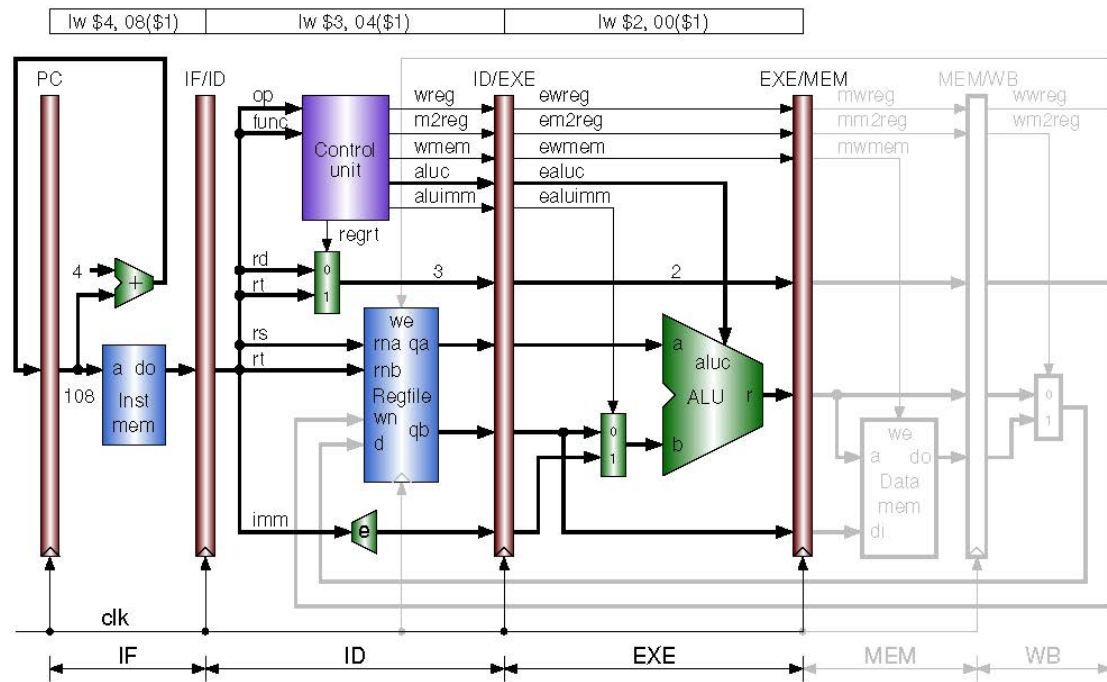 lw $4, 08($1) lw $3, 04($1) lw $2, 00($1)
PC IF/ID ID/EXE EXE/MEM MEM/WB
op wreg ewreg mwreg wwreg
func m2reg em2reg mm2reg wm2reg
Control wmem ewmem mwmem
unit aluc ealuc
aluimm ealuimm
regrt
4 + rd 0 3 2
rt 1
we
rs rna qa a aluc
a do rt rnb ALU r 0
108 Inst Regfile 1
mem wn qb 0 we
d 1 b a do
Data
mem
imm e di
clk
IF ID EXE MEM WB